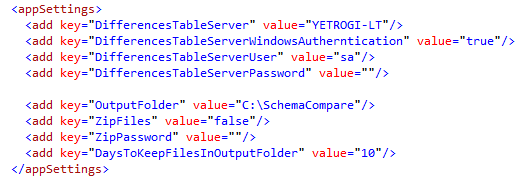 <appSettings>
<add key="DifferencesTableServer" value="YETROGI-LT"/>
<add key="DifferencesTableServerWindowsAutherntication" value="true"/>
<add key="DifferencesTableServerUser" value="sa"/>
<add key="DifferencesTableServerPassword" value=""/>
<add key="OutputFolder" value="C:\SchemaCompare"/>
<add key="ZipFiles" value="false"/>
<add key="ZipPassword" value=""/>
<add key="DaysToKeepFilesInOutputFolder" value="10"/>
</appSettings>